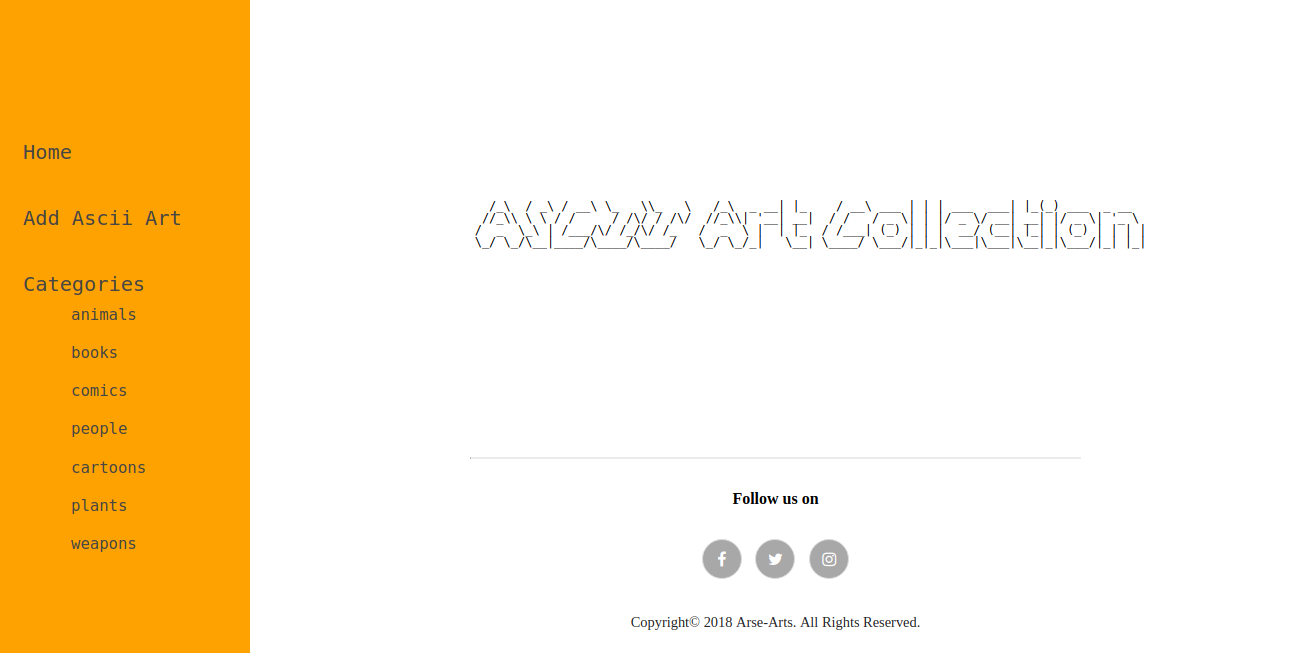 Home
Add Ascii Art
Categories
animals
books
comics
people
cartoons
plants
weapons
Ascii Art Collection
Follow us on
Copyright© 2018 Arse-Arts. All Rights Reserved.